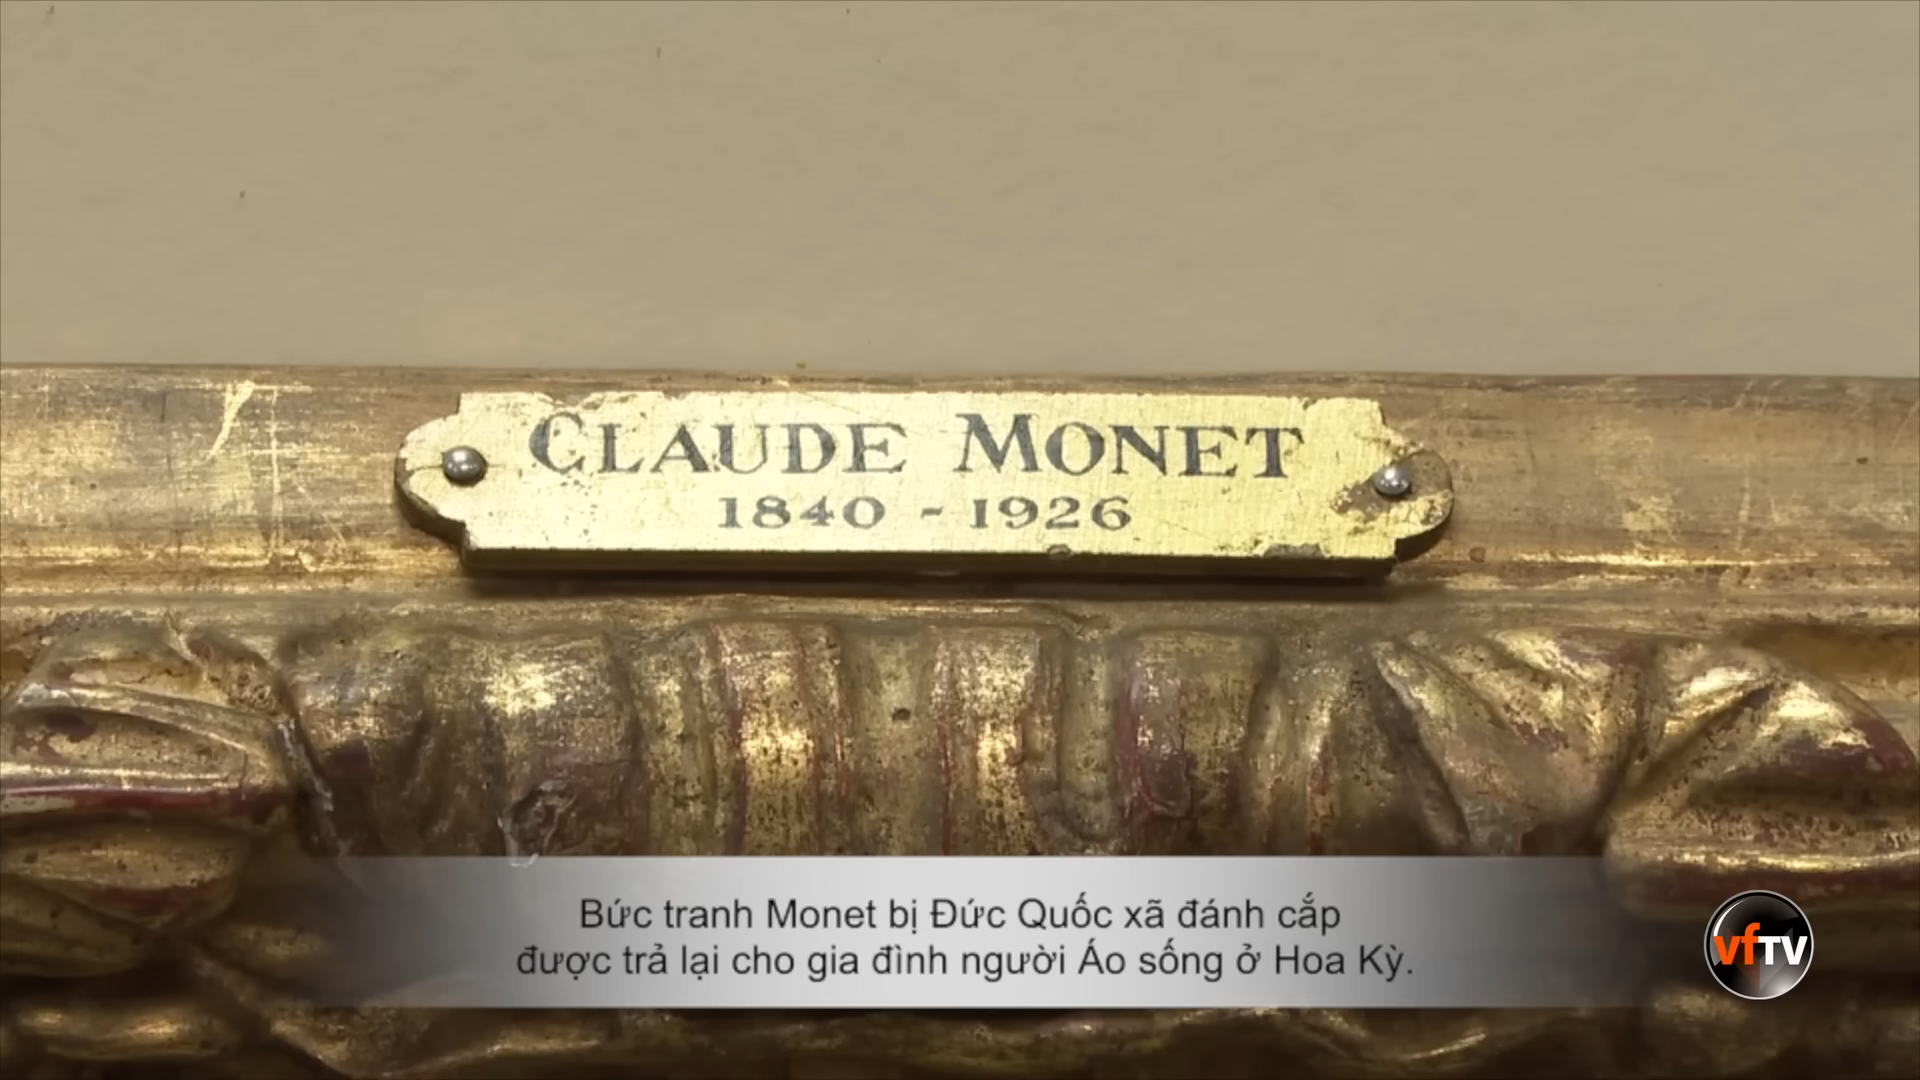 CLAUDE MONET
1840 - 1926
Bức tranh Monet bị Đức Quốc xã đánh cắp
được trả lại cho gia đình người Áo sống ở Hoa Kỳ.
vfTV